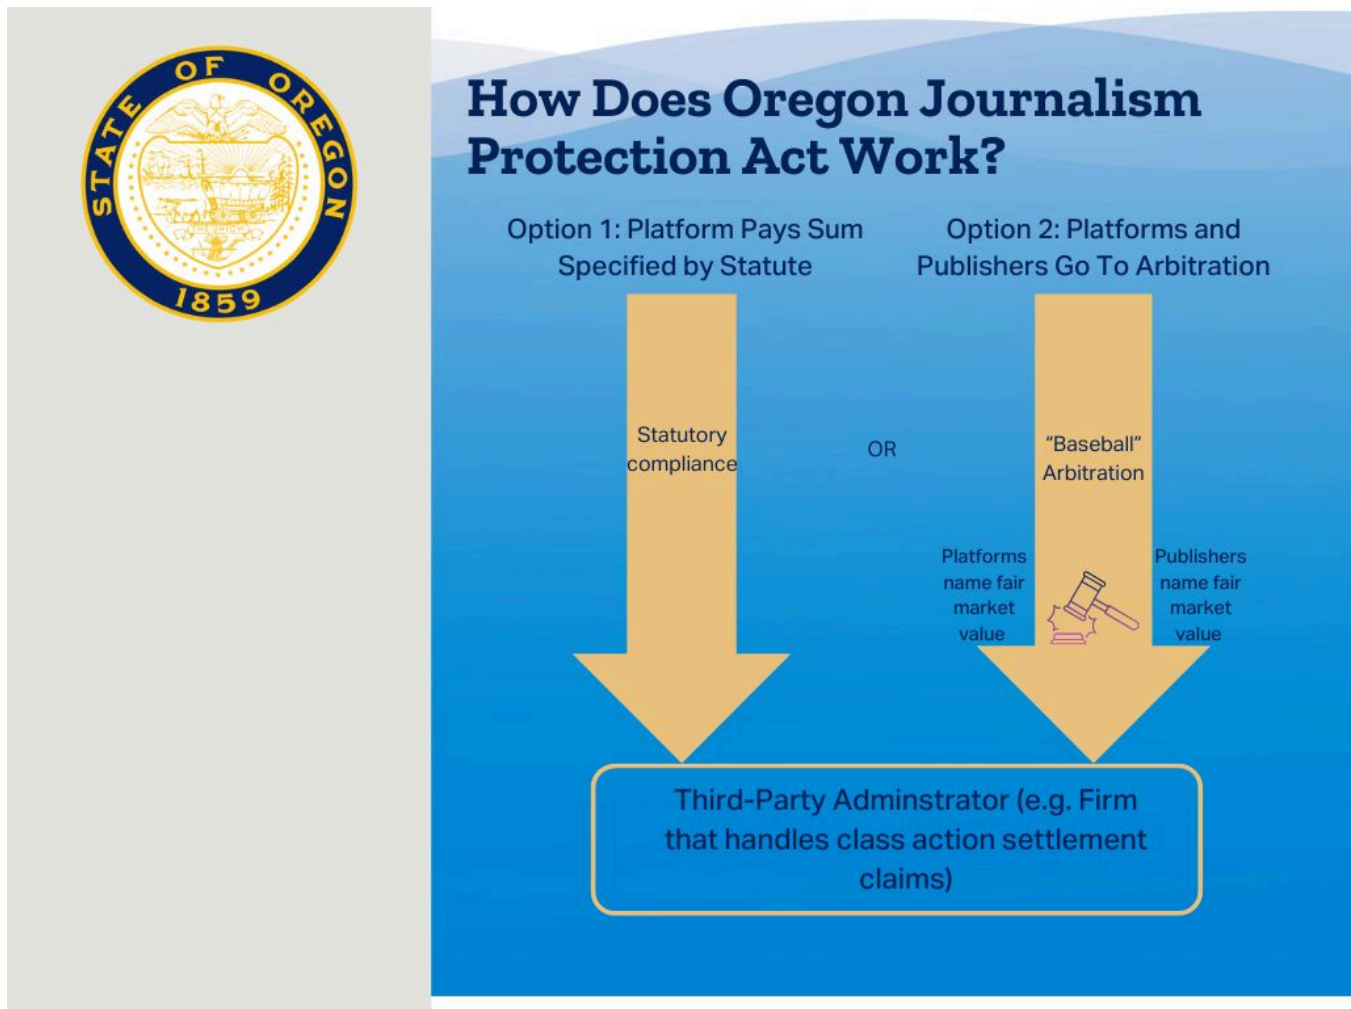 STATE OF OREGON
THE UNION
1859
How Does Oregon Journalism
Protection Act Work?
Option 1: Platform Pays Sum
Specified by Statute
Option 2: Platforms and
Publishers Go To Arbitration
Statutory
compliance
OR
“Baseball”
Arbitration
Platforms
name fair
market
value
Publishers
name fair
market
value
Third-Party Adminstrator (e.g. Firm
that handles class action settlement
claims)